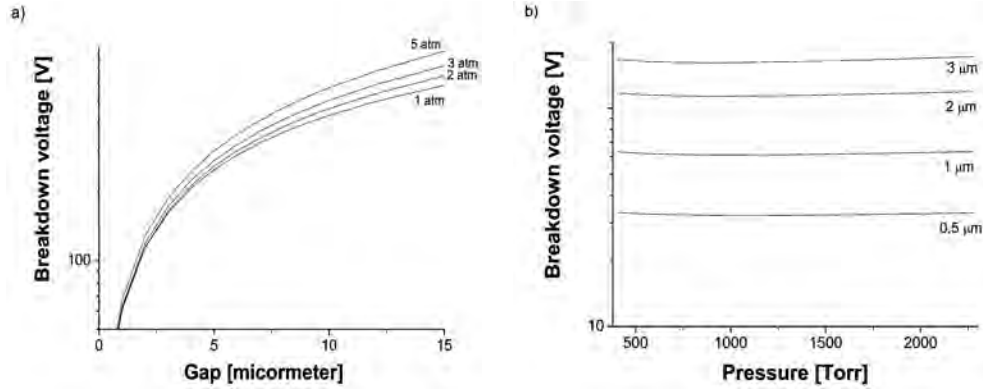 a)
Breakdown voltage [V]
100
5 atm
3 atm
2 atm
1 atm
0
5
10
15
Gap [micormeter]
b)
Breakdown voltage [V]
10
3 μm
2 μm
1 μm
0.5 μm
500
1000
1500
2000
Pressure [Torr]